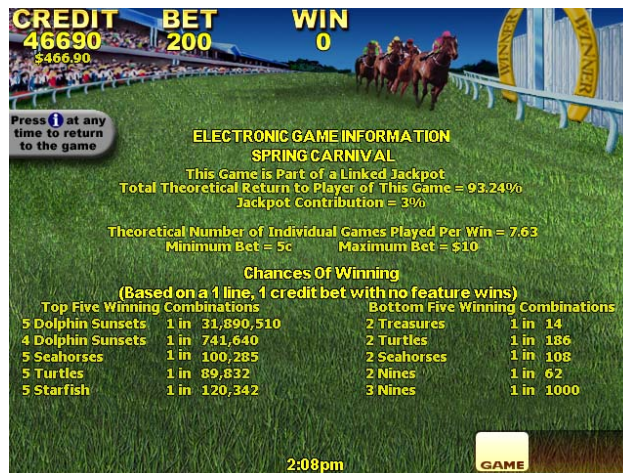 CREDIT BET WIN
46690 200 0
$466.90
WINNER WINNER
Press i at any
time to return
to the game
ELECTRONIC GAME INFORMATION
SPRING CARNIVAL
This Game is Part of a Linked Jackpot
Total Theoretical Return to Player of This Game = 93.24%
Jackpot Contribution = 3%
Theoretical Number of Individual Games Played Per Win = 7.63
Minimum Bet = 5c Maximum Bet = $10
Chances Of Winning
(Based on a 1 line, 1 credit bet with no feature wins)
Top Five Winning Combinations Bottom Five Winning Combinations
5 Dolphin Sunsets 1 in 31,890,510 2 Treasures 1 in 14
4 Dolphin Sunsets 1 in 741,640 2 Turtles 1 in 186
5 Seahorses 1 in 100,285 2 Seahorses 1 in 108
5 Turtles 1 in 89,832 2 Nines 1 in 62
5 Starfish 1 in 120,342 3 Nines 1 in 1000
2:08pm
GAME